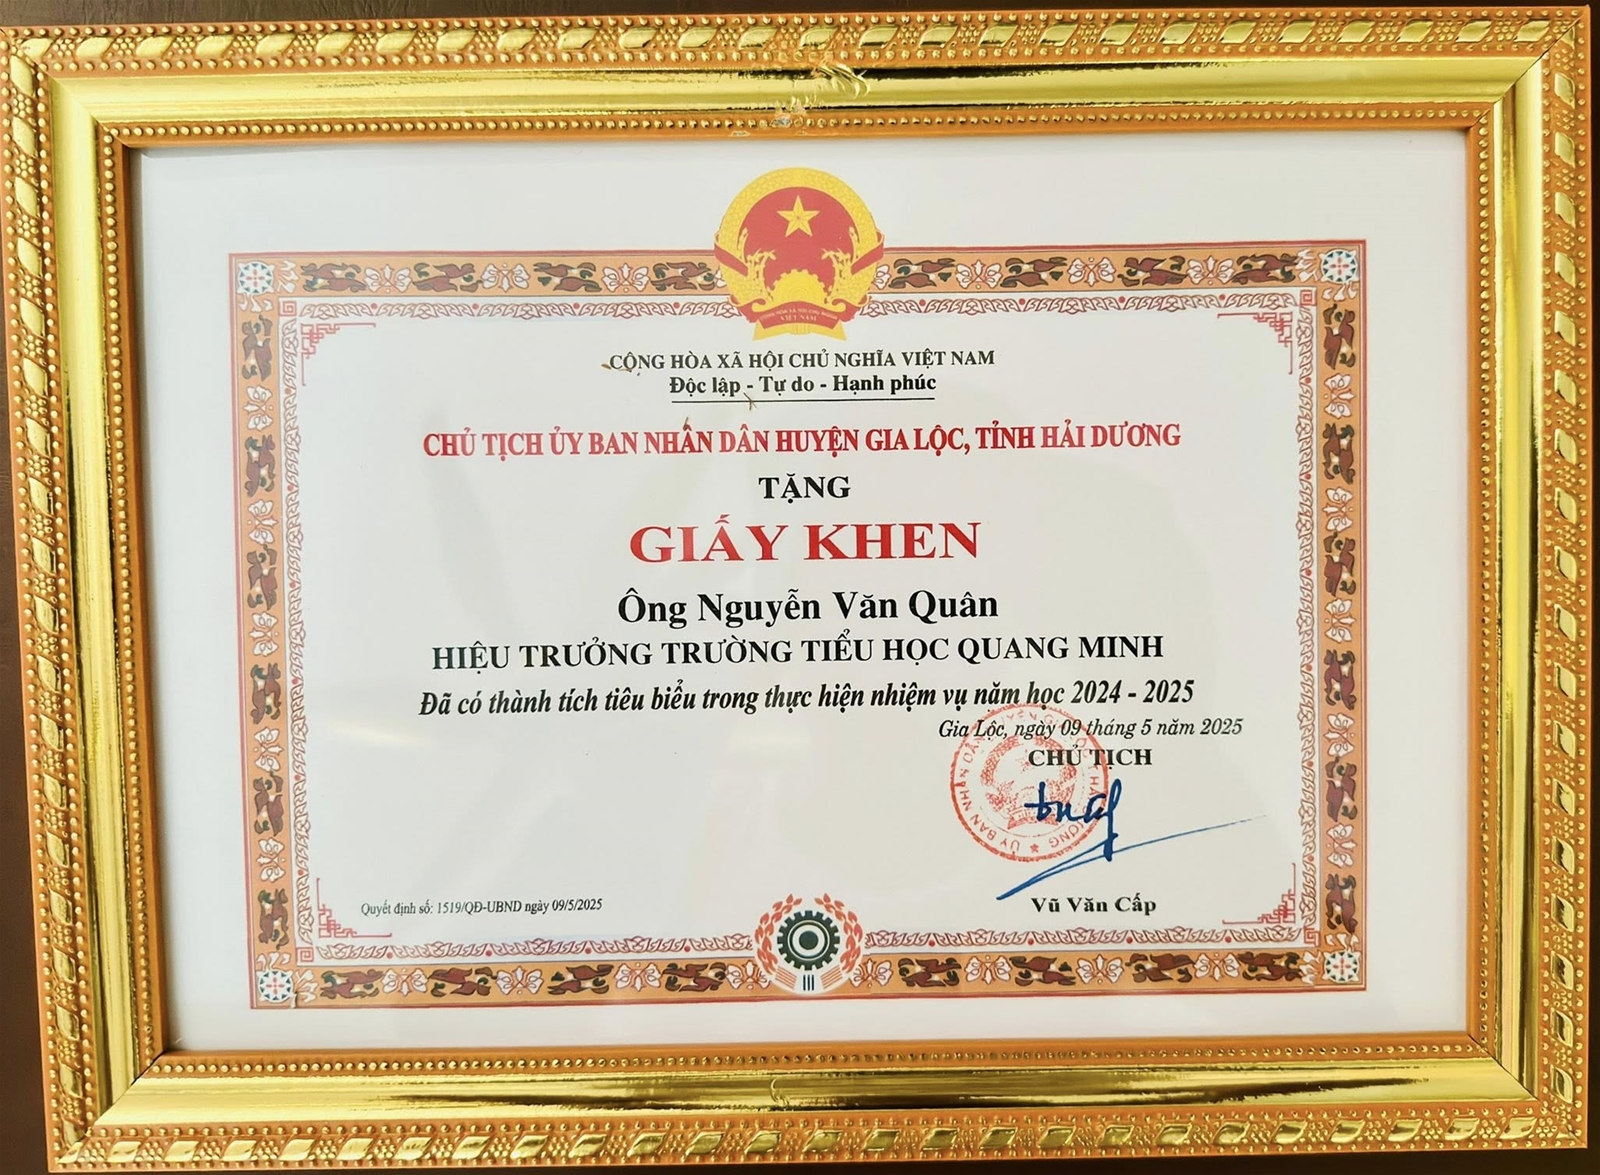 CỘNG HÒA XÃ HỘI CHỦ NGHĨA VIỆT NAM
Độc lập - Tự do - Hạnh phúc
CHỦ TỊCH ỦY BAN NHÂN DÂN HUYỆN GIA LỘC, TỈNH HẢI DƯƠNG
TẶNG
GIẤY KHEN
Ông Nguyễn Văn Quân
HIỆU TRƯỞNG TRƯỜNG TIỂU HỌC QUANG MINH
Đã có thành tích tiêu biểu trong thực hiện nhiệm vụ năm học 2024 - 2025
Gia Lộc, ngày 09 tháng 5 năm 2025
CHỦ TỊCH
Vũ Văn Cấp
Quyết định số: 1519/QĐ-UBND ngày 09/5/2025